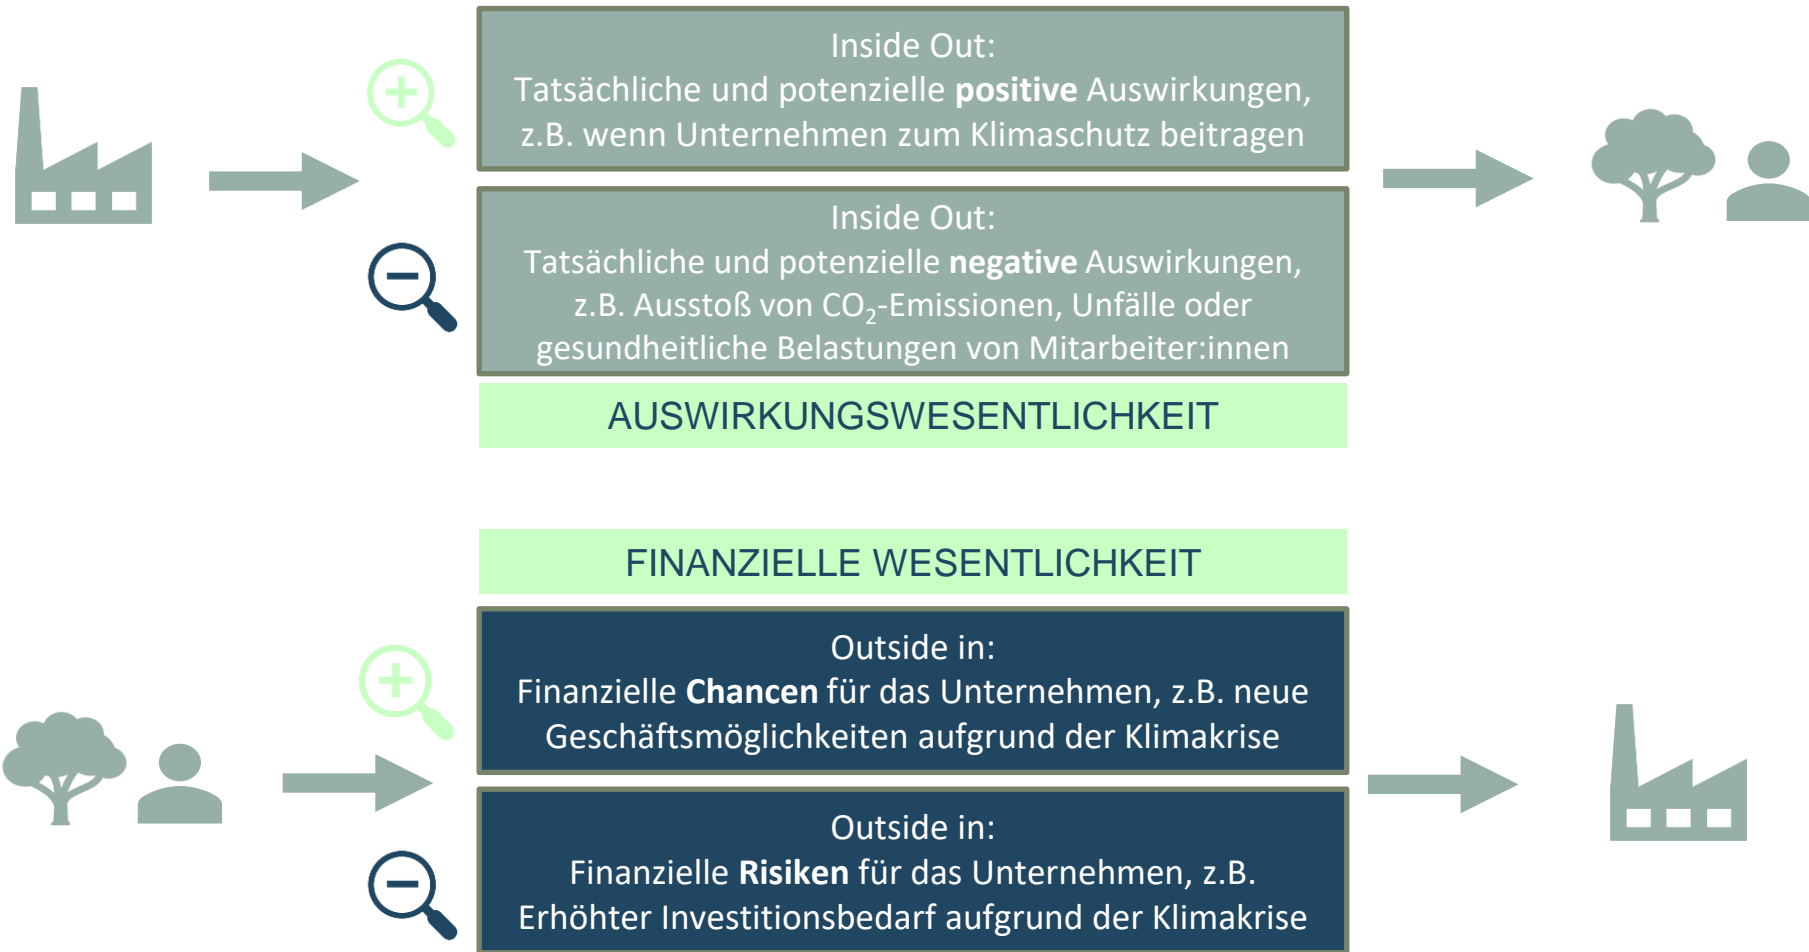 Inside Out:
Tatsächliche und potenzielle positive Auswirkungen,
z.B. wenn Unternehmen zum Klimaschutz beitragen
Inside Out:
Tatsächliche und potenzielle negative Auswirkungen,
z.B. Ausstoß von CO₂-Emissionen, Unfälle oder
gesundheitliche Belastungen von Mitarbeiter:innen
AUSWIRKUNGSWESENTLICHKEIT
FINANZIELLE WESENTLICHKEIT
Outside in:
Finanzielle Chancen für das Unternehmen, z.B. neue
Geschäftsmöglichkeiten aufgrund der Klimakrise
Outside in:
Finanzielle Risiken für das Unternehmen, z.B.
Erhöhter Investitionsbedarf aufgrund der Klimakrise